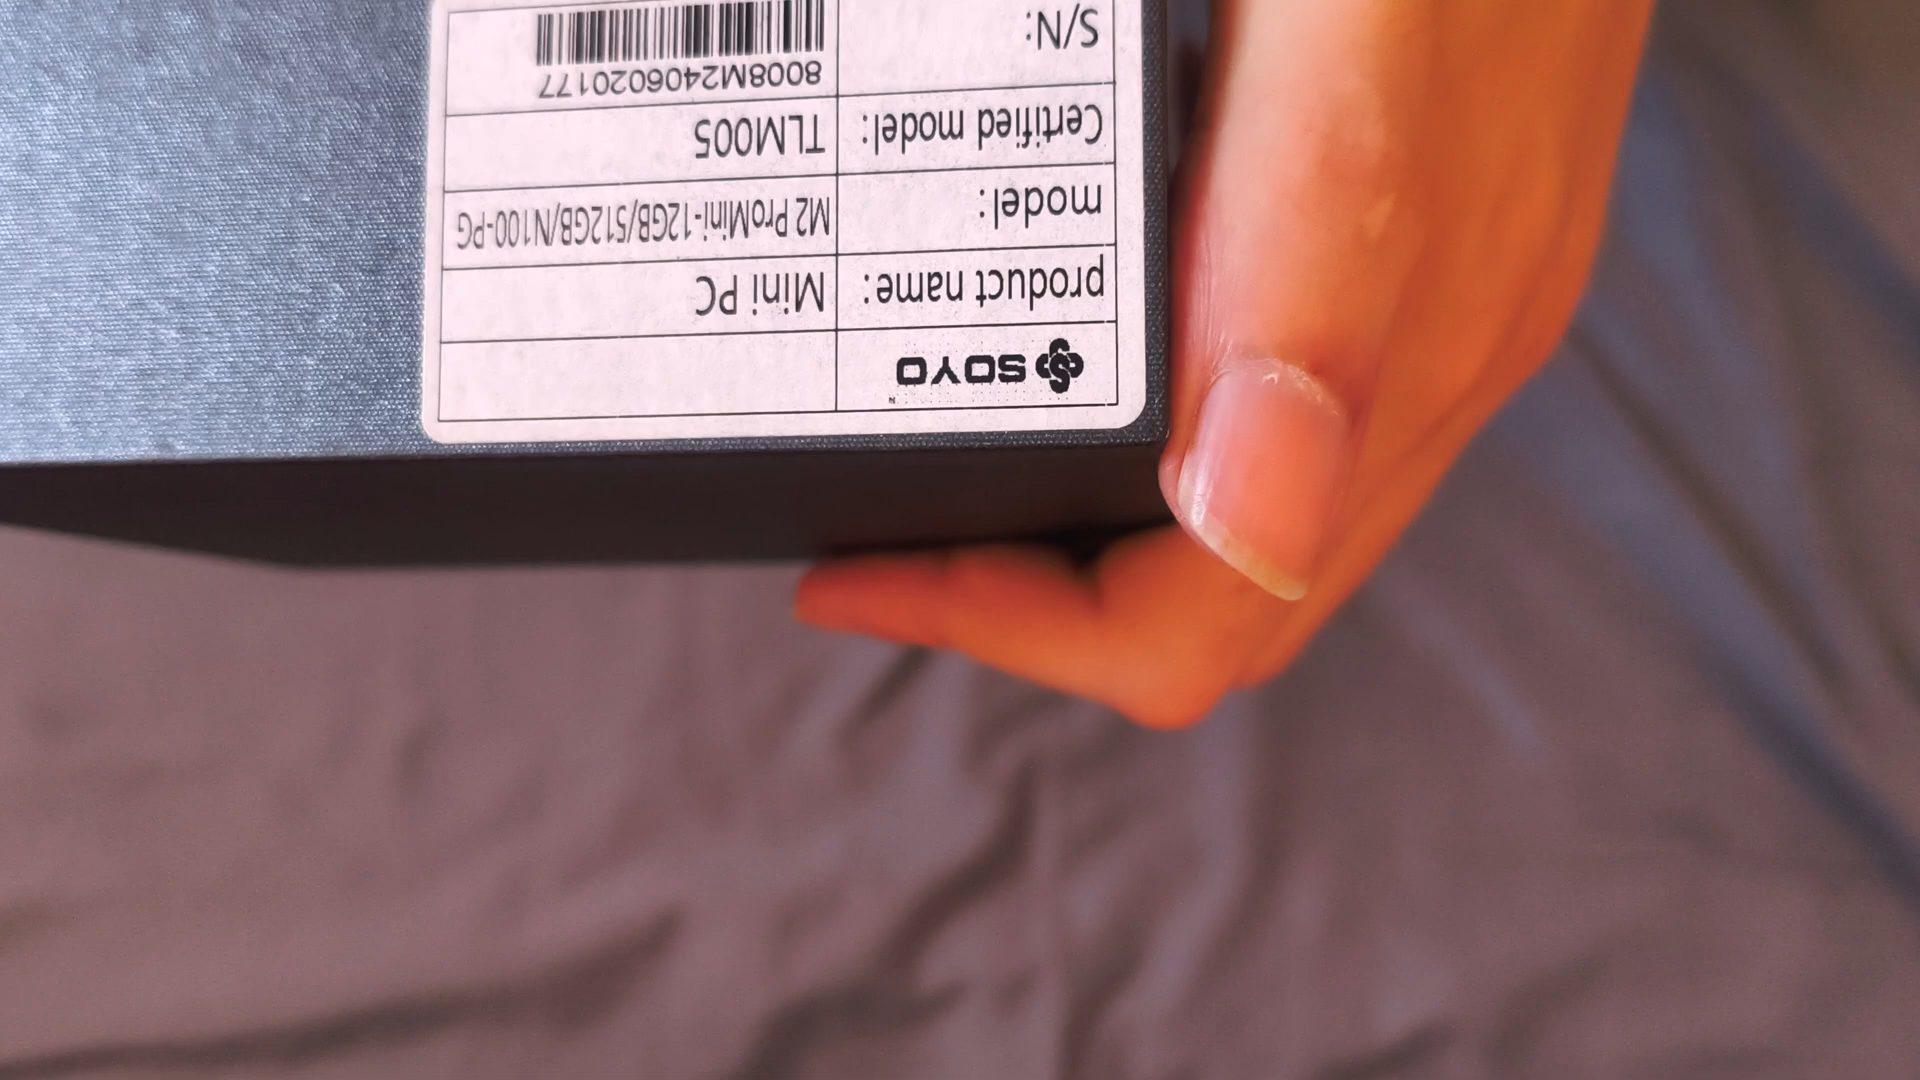 SOYO
product name: Mini PC
model: M2 ProMini-12GB/512GB/N100-PG
Certified model: TLM005
S/N: 8008M2406020177